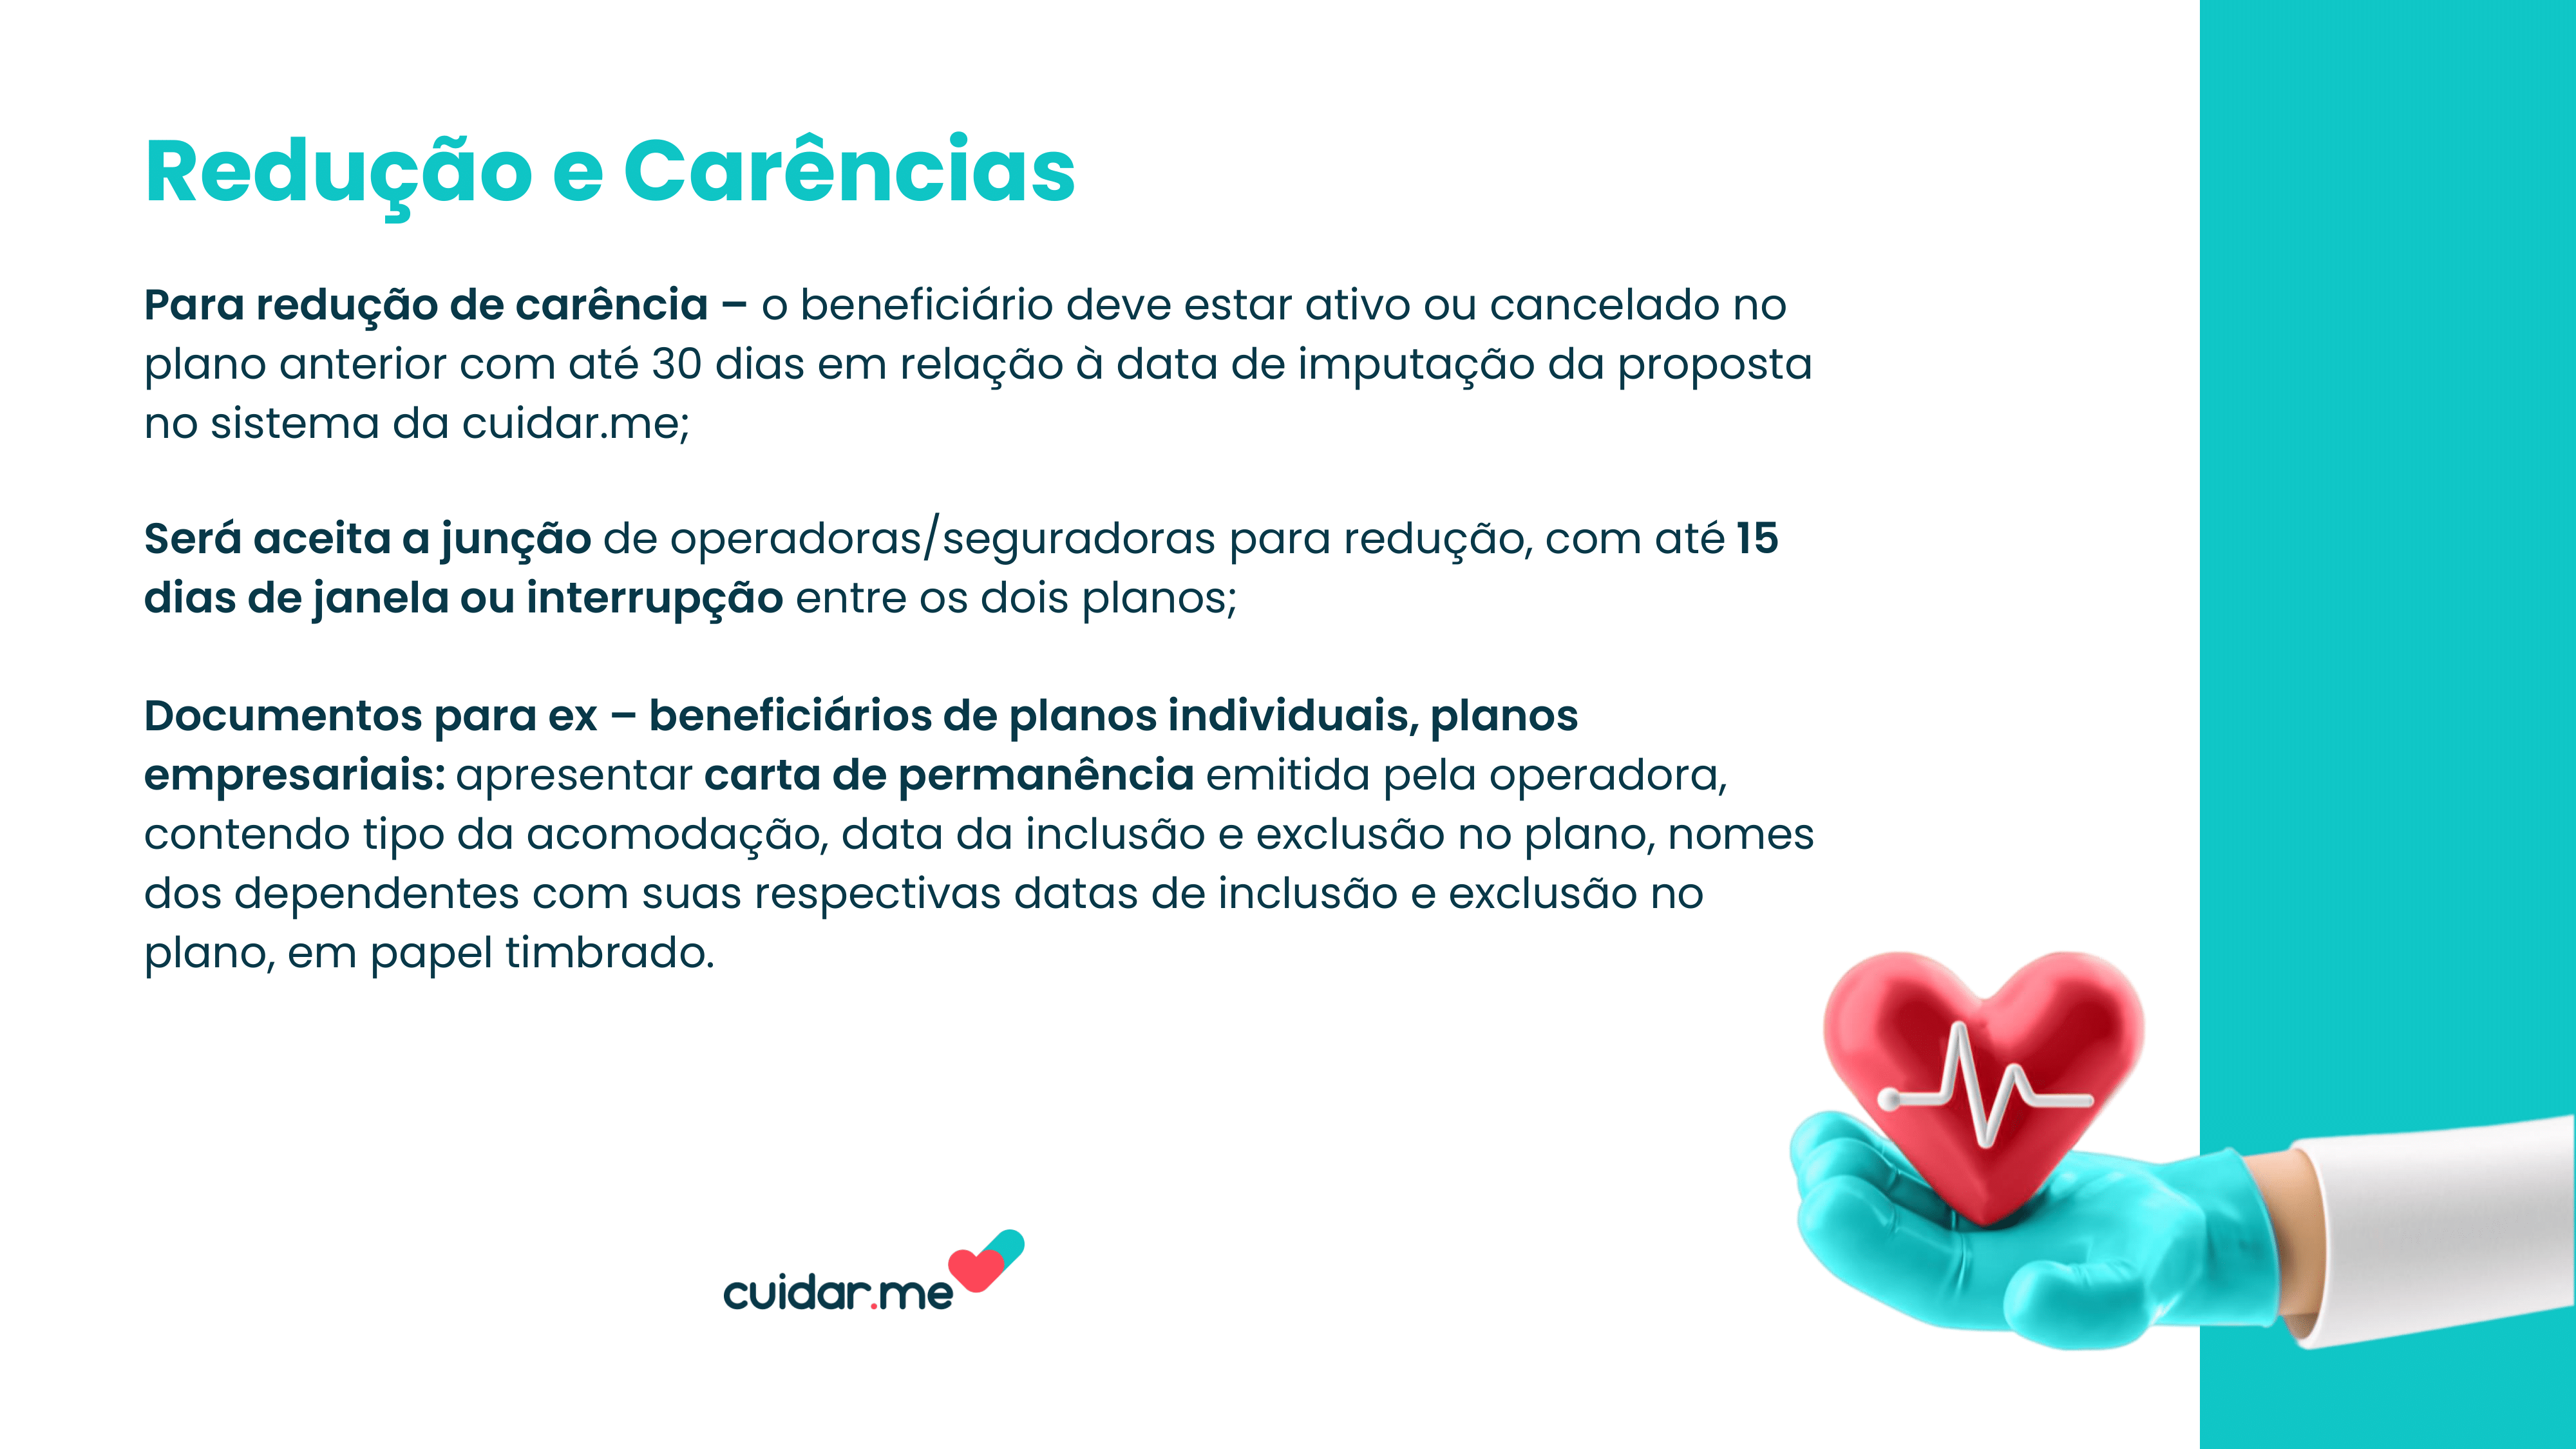 Redução e Carências
Para redução de carência – o beneficiário deve estar ativo ou cancelado no
plano anterior com até 30 dias em relação à data de imputação da proposta
no sistema da cuidar.me;
Será aceita a junção de operadoras/seguradoras para redução, com até 15
dias de janela ou interrupção entre os dois planos;
Documentos para ex – beneficiários de planos individuais, planos
empresariais: apresentar carta de permanência emitida pela operadora,
contendo tipo da acomodação, data da inclusão e exclusão no plano, nomes
dos dependentes com suas respectivas datas de inclusão e exclusão no
plano, em papel timbrado.
cuidar.me